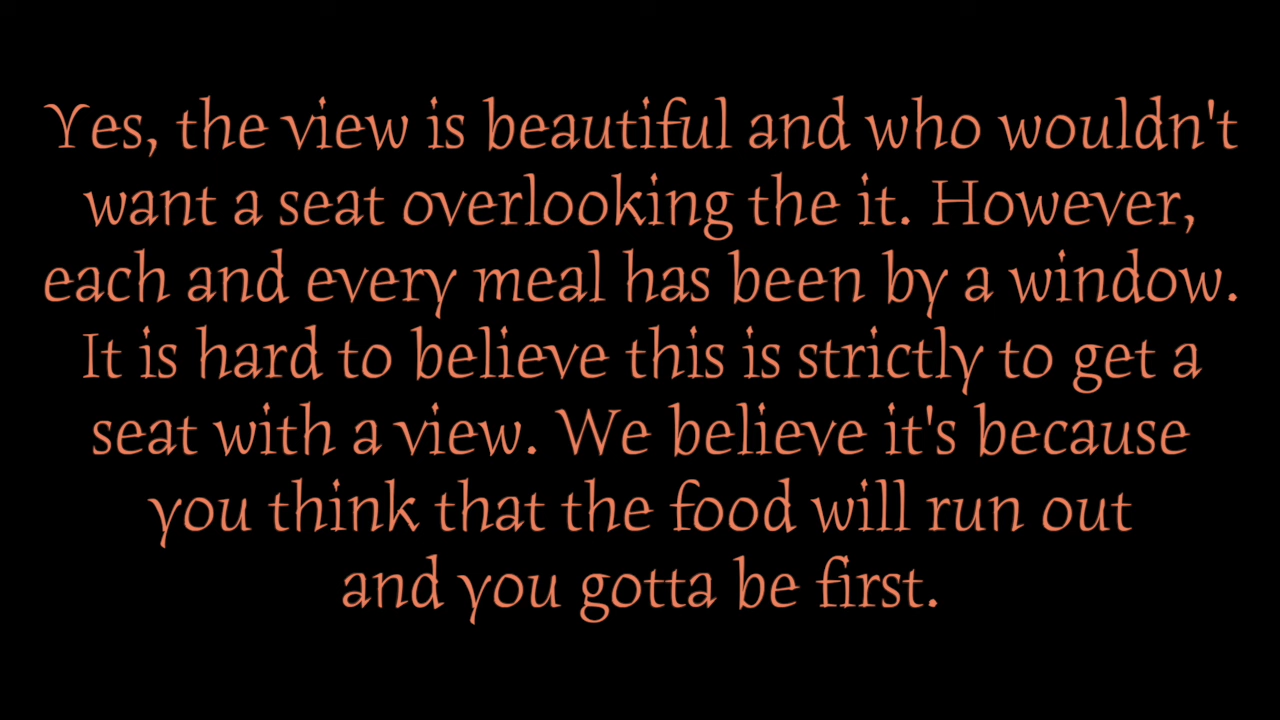 Yes, the view is beautiful and who wouldn't
want a seat overlooking the it. However,
each and every meal has been by a window.
It is hard to believe this is strictly to get a
seat with a view. We believe it's because
you think that the food will run out
and you gotta be first.